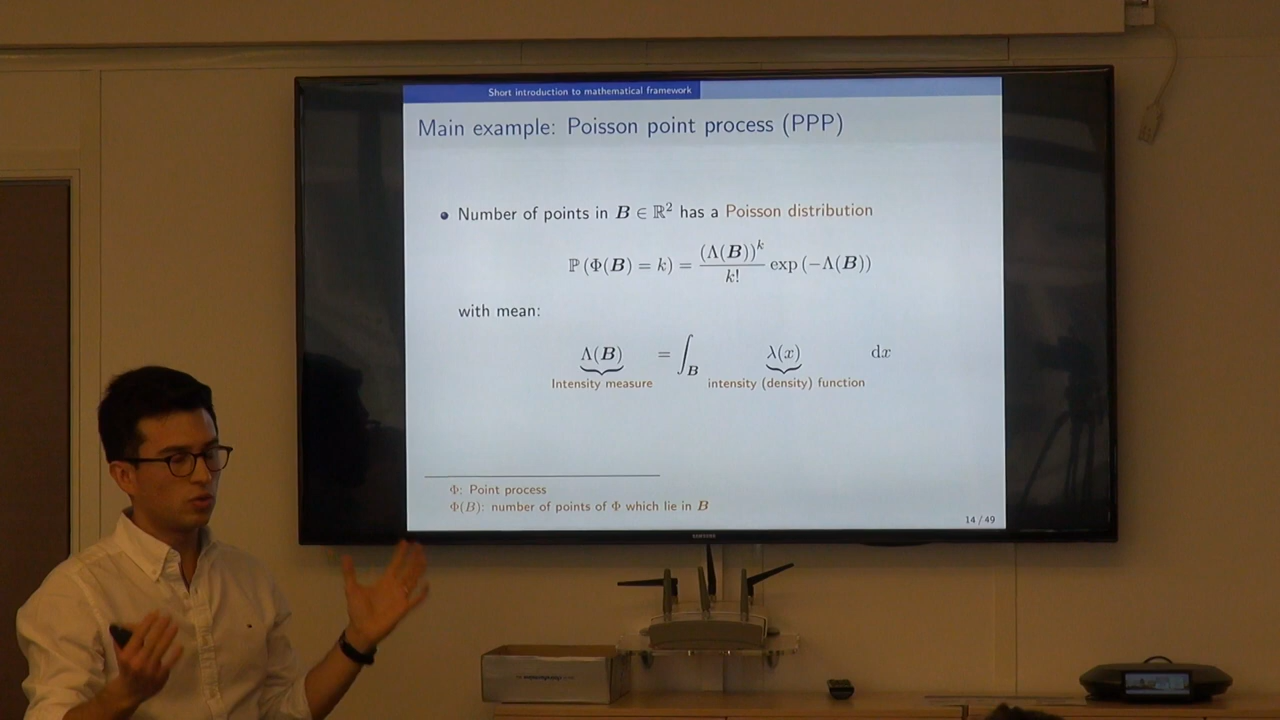 Short introduction to mathematical framework
Main example: Poisson point process (PPP)
Number of points in B ∈ ℝ² has a Poisson distribution
ℙ (Φ(B) = k) = (Λ(B))^k / k! exp (−Λ(B))
with mean:
Λ(B) = ∫_B λ(x) dx
Intensity measure intensity (density) function
Φ: Point process
Φ(B): number of points of Φ which lie in B
14 / 49
SAMSUNG